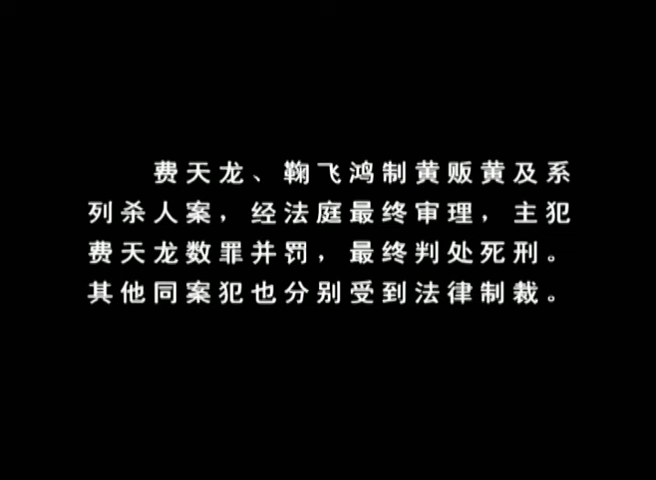 费天龙、鞠飞鸿制黄贩黄及系
列杀人案，经法庭最终审理，主犯
费天龙数罪并罚，最终判处死刑。
其他同案犯也分别受到法律制裁。